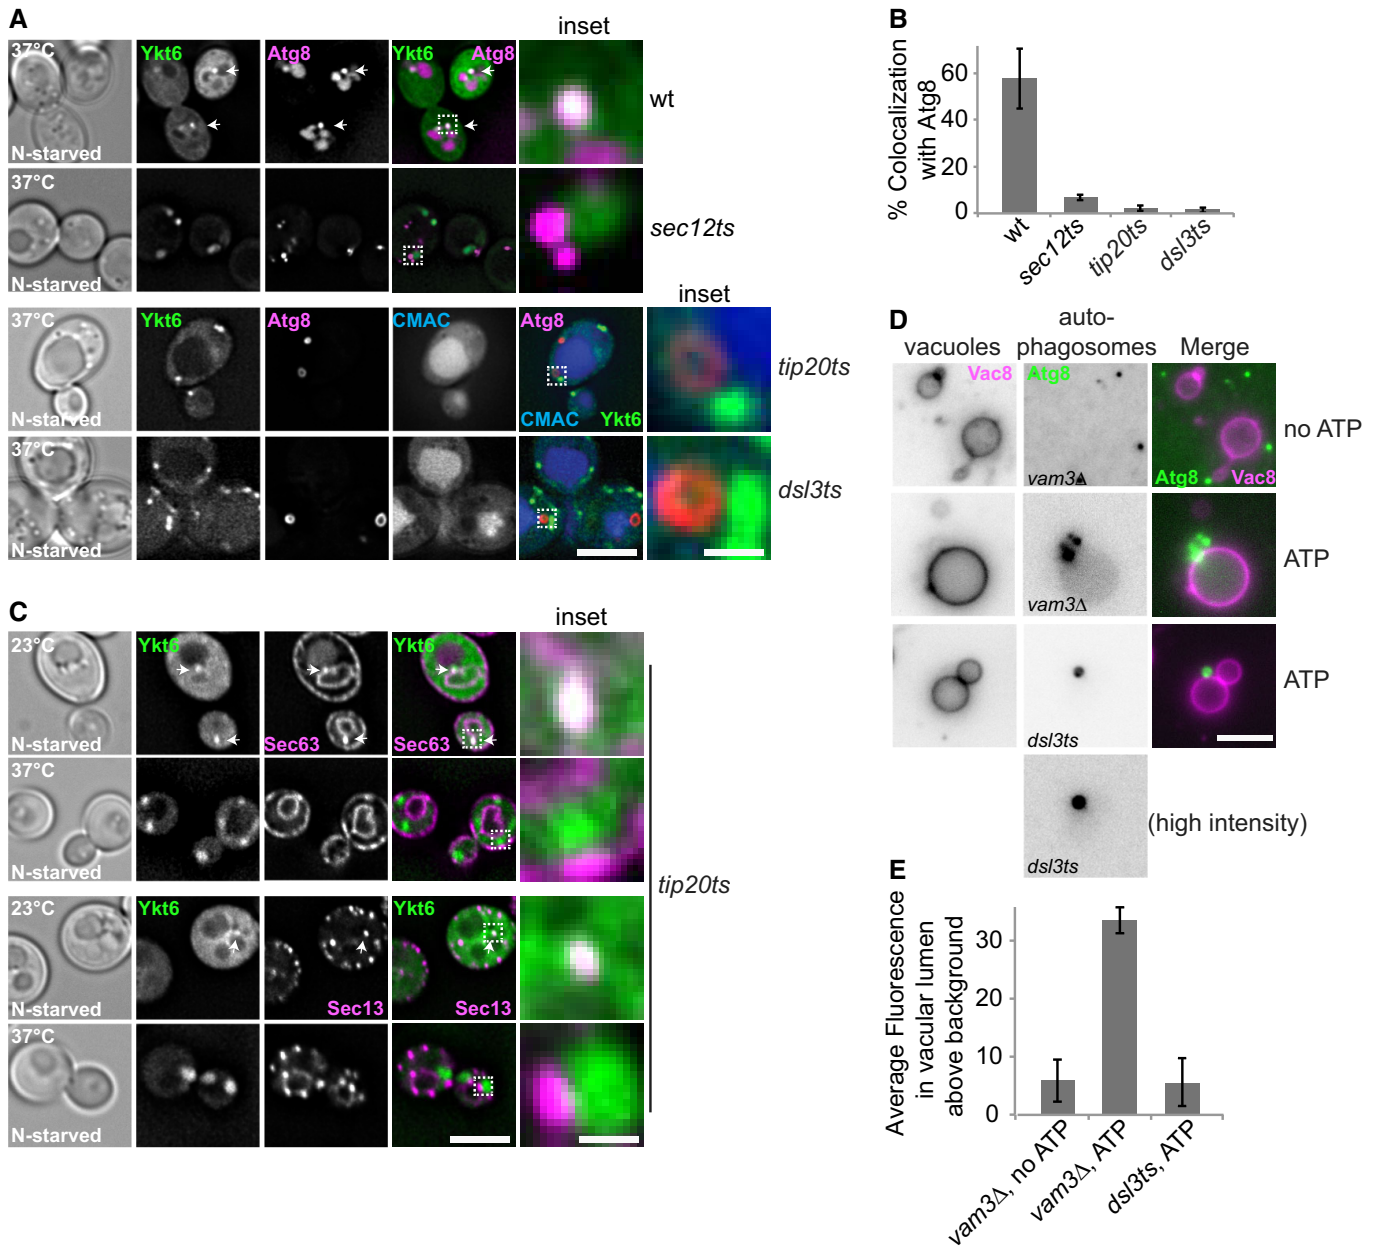 A
inset
37°C
Ykt6
Atg8
Ykt6
Atg8
N-starved
wt
37°C
N-starved
sec12ts
inset
37°C
Ykt6
Atg8
CMAC
Atg8
CMAC
Ykt6
N-starved
tip20ts
37°C
N-starved
dsl3ts
B
% Colocalization
with Atg8
60
40
20
0
wt
sec12ts
tip20ts
dsl3ts
C
inset
23°C
Ykt6
Ykt6
N-starved
Sec63
Sec63
37°C
N-starved
tip20ts
23°C
Ykt6
Ykt6
N-starved
Sec13
Sec13
37°C
N-starved
D
vacuoles
auto-
phagosomes
Merge
Vac8
Atg8
vam3Δ
Atg8
Vac8
no ATP
vam3Δ
ATP
dsl3ts
ATP
dsl3ts
(high intensity)
E
Average Fluorescence
in vacular lumen
above background
30
20
10
0
vam3Δ, no ATP
vam3Δ, ATP
dsl3ts, ATP